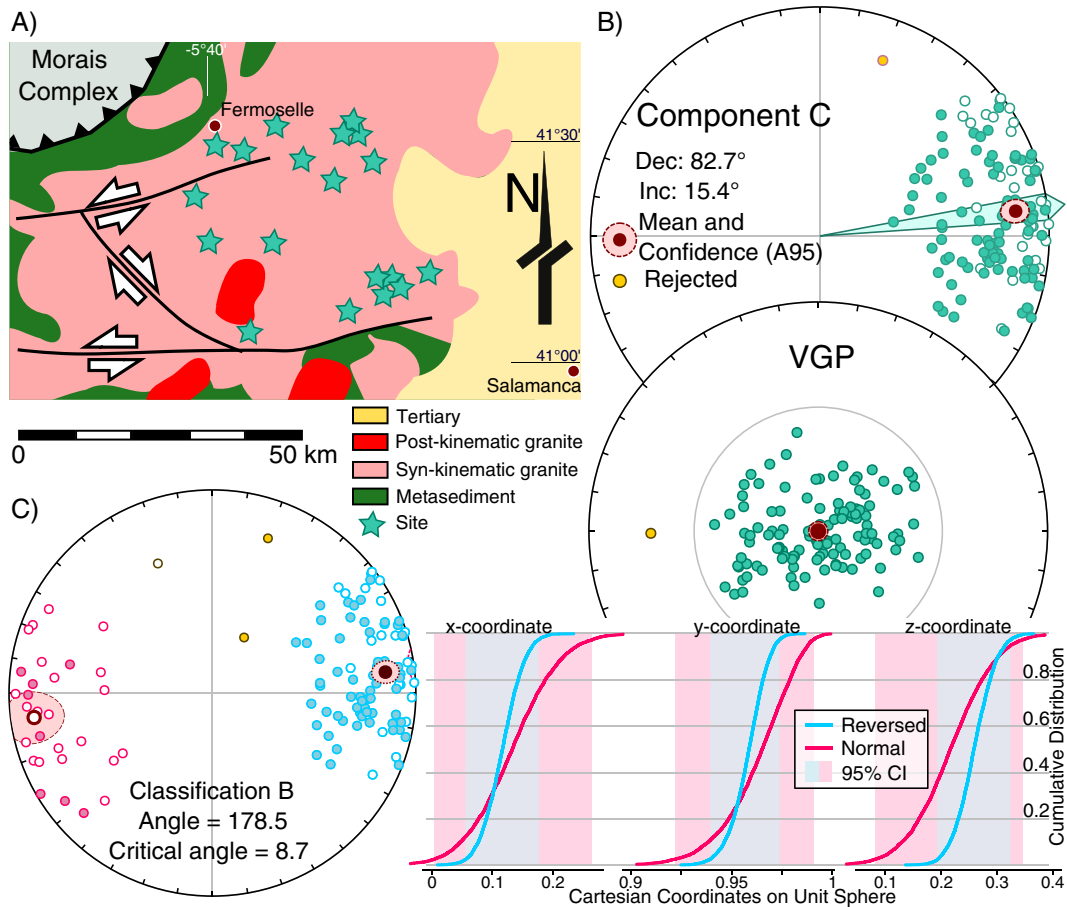 A)
Morais
Complex
-5°40'
Fermoselle
41°30'
N
41°00'
Salamanca
0
50 km
Tertiary
Post-kinematic granite
Syn-kinematic granite
Metasediment
Site
B)
Component C
Dec: 82.7°
Inc: 15.4°
Mean and
Confidence (A95)
Rejected
VGP
C)
Classification B
Angle = 178.5
Critical angle = 8.7
x-coordinate
y-coordinate
z-coordinate
0.8
0.6
0.4
0.2
Cumulative Distribution
Reversed
Normal
95% CI
0 0.1 0.2 0.9 0.95 1 0.1 0.2 0.3 0.4
Cartesian Coordinates on Unit Sphere